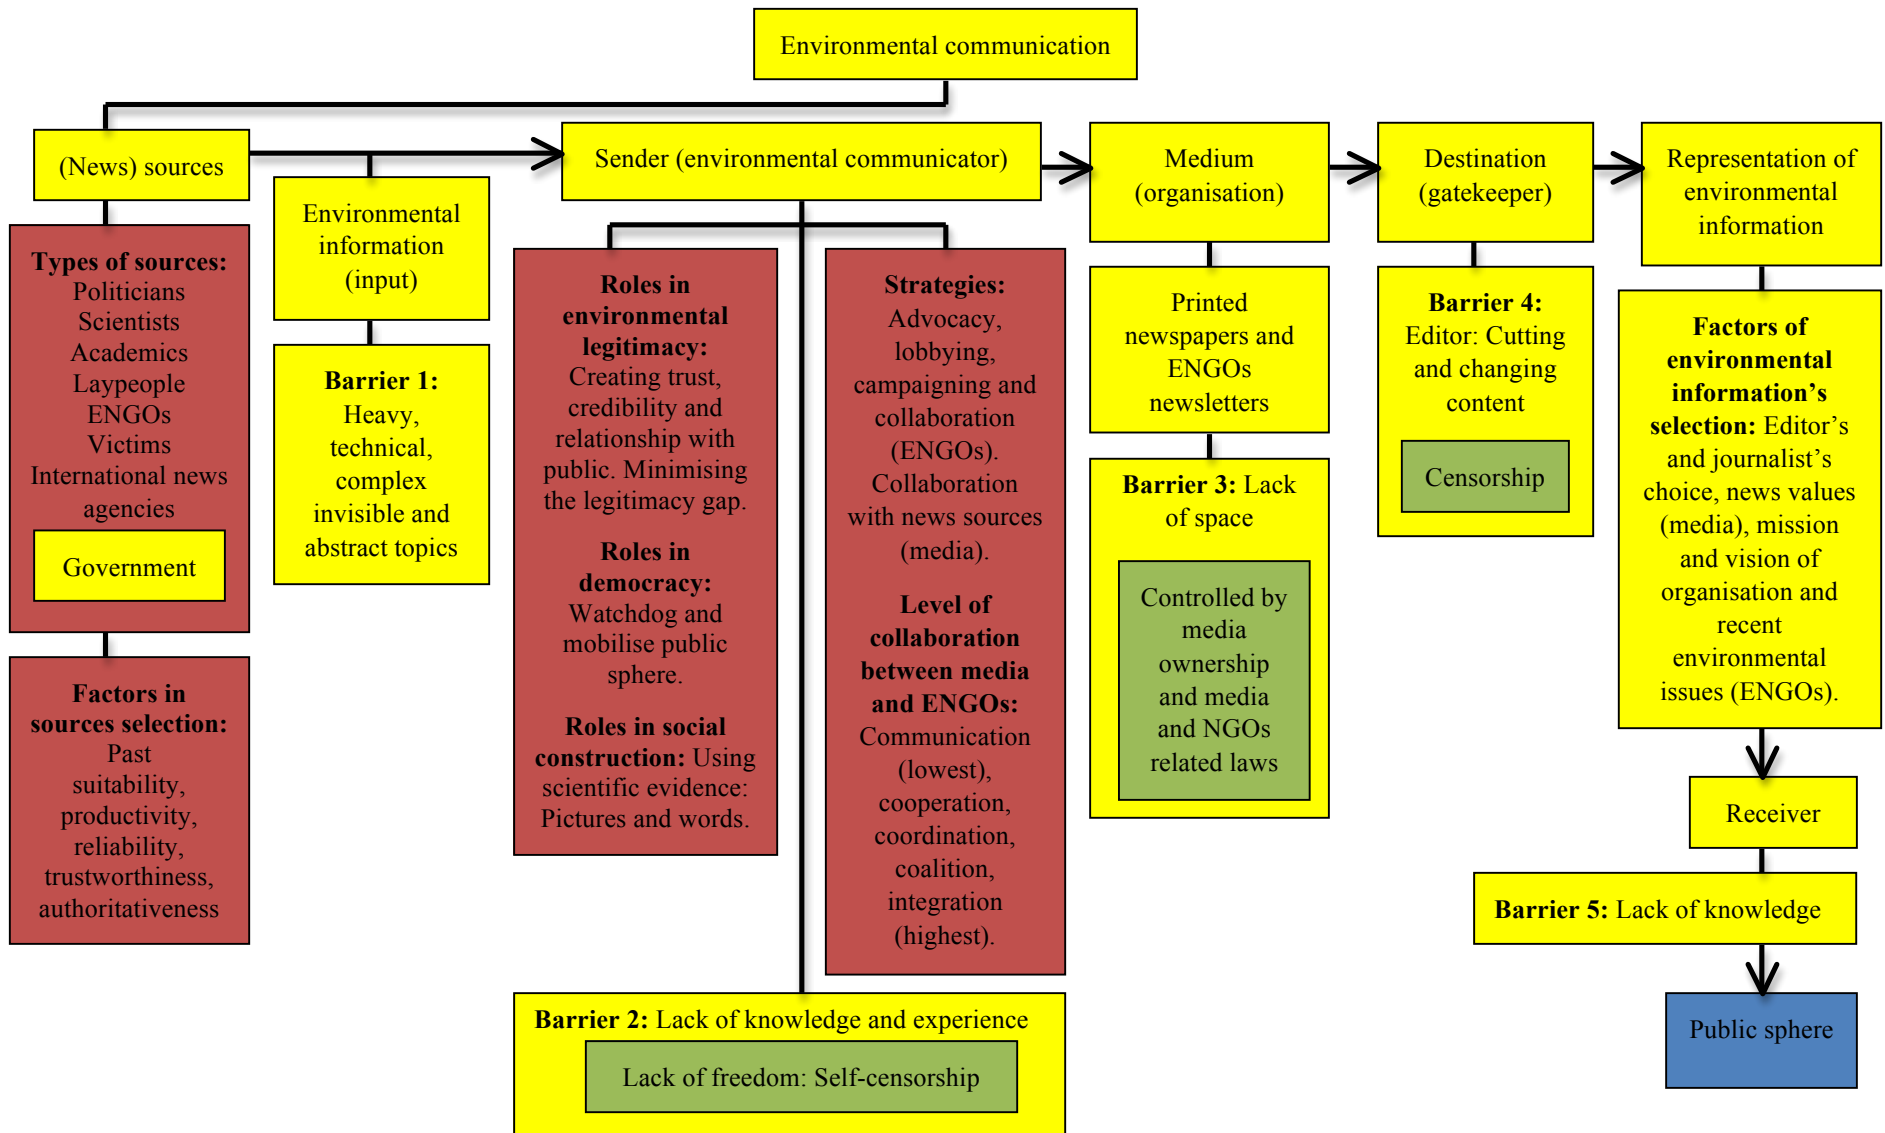 Environmental communication
(News) sources
Sender (environmental communicator)
Medium
(organisation)
Destination
(gatekeeper)
Representation of
environmental
information
Types of sources:
Politicians
Scientists
Academics
Laypeople
ENGOs
Victims
International news
agencies
Government
Factors in
sources selection:
Past
suitability,
productivity,
reliability,
trustworthiness,
authoritativeness
Environmental
information
(input)
Barrier 1:
Heavy,
technical,
complex
invisible and
abstract topics
Roles in
environmental
legitimacy:
Creating trust,
credibility and
relationship with
public. Minimising
the legitimacy gap.
Roles in
democracy:
Watchdog and
mobilise public
sphere.
Roles in social
construction: Using
scientific evidence:
Pictures and words.
Strategies:
Advocacy,
lobbying,
campaigning and
collaboration
(ENGOs).
Collaboration
with news sources
(media).
Level of
collaboration
between media
and ENGOs:
Communication
(lowest),
cooperation,
coordination,
coalition,
integration
(highest).
Barrier 2: Lack of knowledge and experience
Lack of freedom: Self-censorship
Printed
newspapers and
ENGOs
newsletters
Barrier 3: Lack
of space
Controlled by
media
ownership
and media
and NGOs
related laws
Barrier 4:
Editor: Cutting
and changing
content
Censorship
Factors of
environmental
information’s
selection: Editor’s
and journalist’s
choice, news values
(media), mission
and vision of
organisation and
recent
environmental
issues (ENGOs).
Receiver
Barrier 5: Lack of knowledge
Public sphere